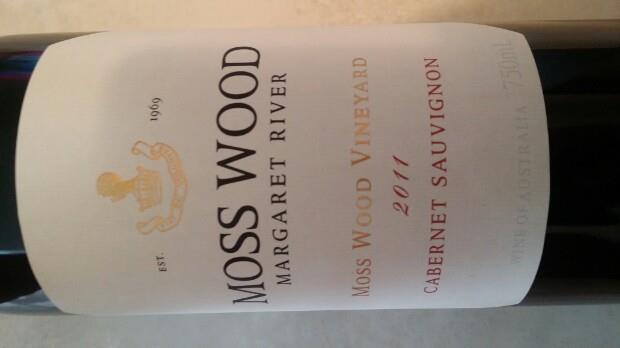 EST. 1969
MOSS WOOD
MARGARET RIVER
MOSS WOOD VINEYARD
2011
CABERNET SAUVIGNON
WINE OF AUSTRALIA 750mL